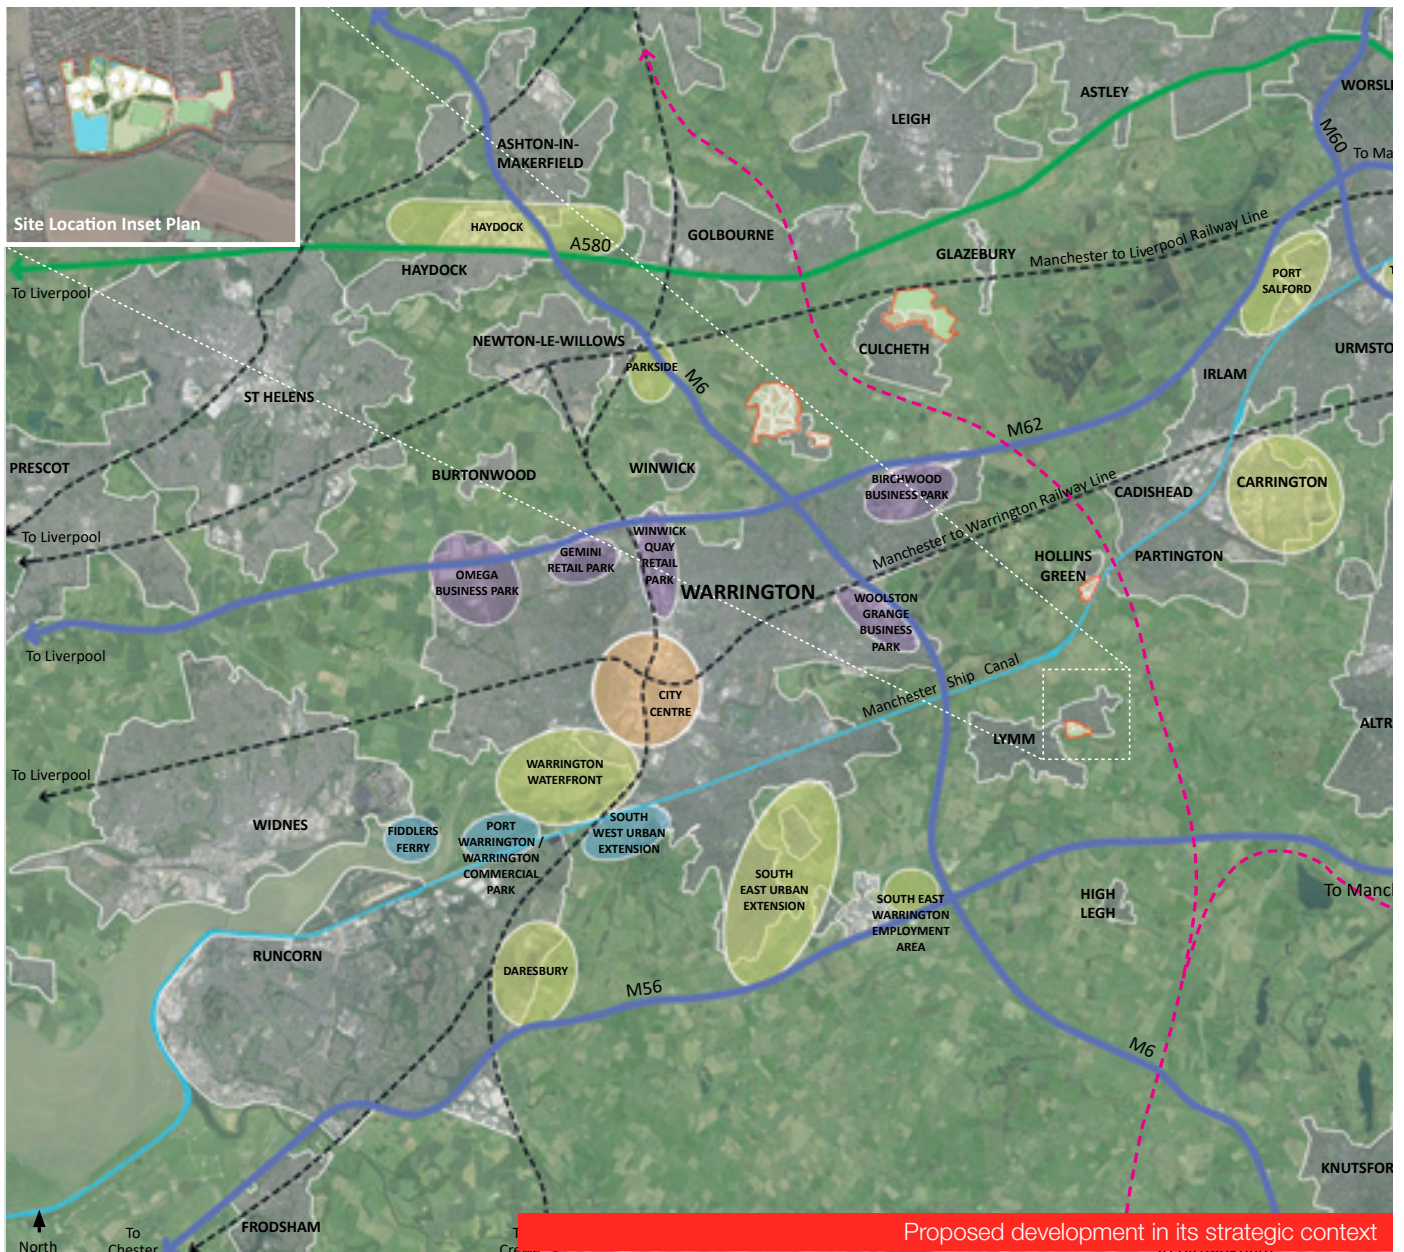 Site Location Inset Plan
ASTLEY
WORSL
LEIGH
M60
To Ma
ASHTON-IN-
MAKERFIELD
HAYDOCK
A580
GOLBOURNE
GLAZEBURY
Manchester to Liverpool Railway Line
HAYDOCK
To Liverpool
PORT
SALFORD
NEWTON-LE-WILLOWS
CULCHETH
URMSTO
PARKSIDE
M6
IRLAM
ST HELENS
M62
PRESCOT
BURTONWOOD
WINWICK
BIRCHWOOD
BUSINESS PARK
CARRINGTON
CADISHEAD
Manchester to Warrington Railway Line
To Liverpool
WINWICK
QUAY
RETAIL
PARK
GEMINI
RETAIL PARK
OMEGA
BUSINESS PARK
HOLLINS
GREEN
PARTINGTON
WARRINGTON
WOOLSTON
GRANGE
BUSINESS
PARK
To Liverpool
Manchester Ship Canal
CITY
CENTRE
LYMM
ALTR
To Liverpool
WARRINGTON
WATERFRONT
WIDNES
FIDDLERS
FERRY
PORT
WARRINGTON /
WARRINGTON
COMMERCIAL
PARK
SOUTH
WEST URBAN
EXTENSION
SOUTH
EAST URBAN
EXTENSION
SOUTH EAST
WARRINGTON
EMPLOYMENT
AREA
HIGH
LEGH
To Manc
RUNCORN
DARESBURY
M56
M6
KNUTSFOR
North
To
Chester
FRODSHAM
Proposed development in its strategic context